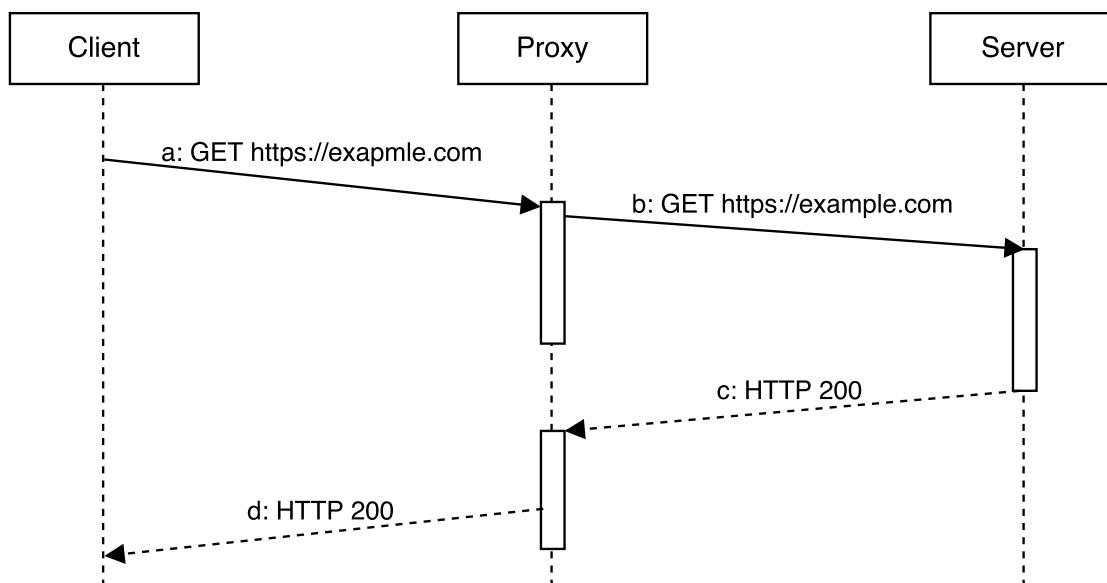 Client
Proxy
Server
a: GET https://exapmle.com
b: GET https://example.com
c: HTTP 200
d: HTTP 200